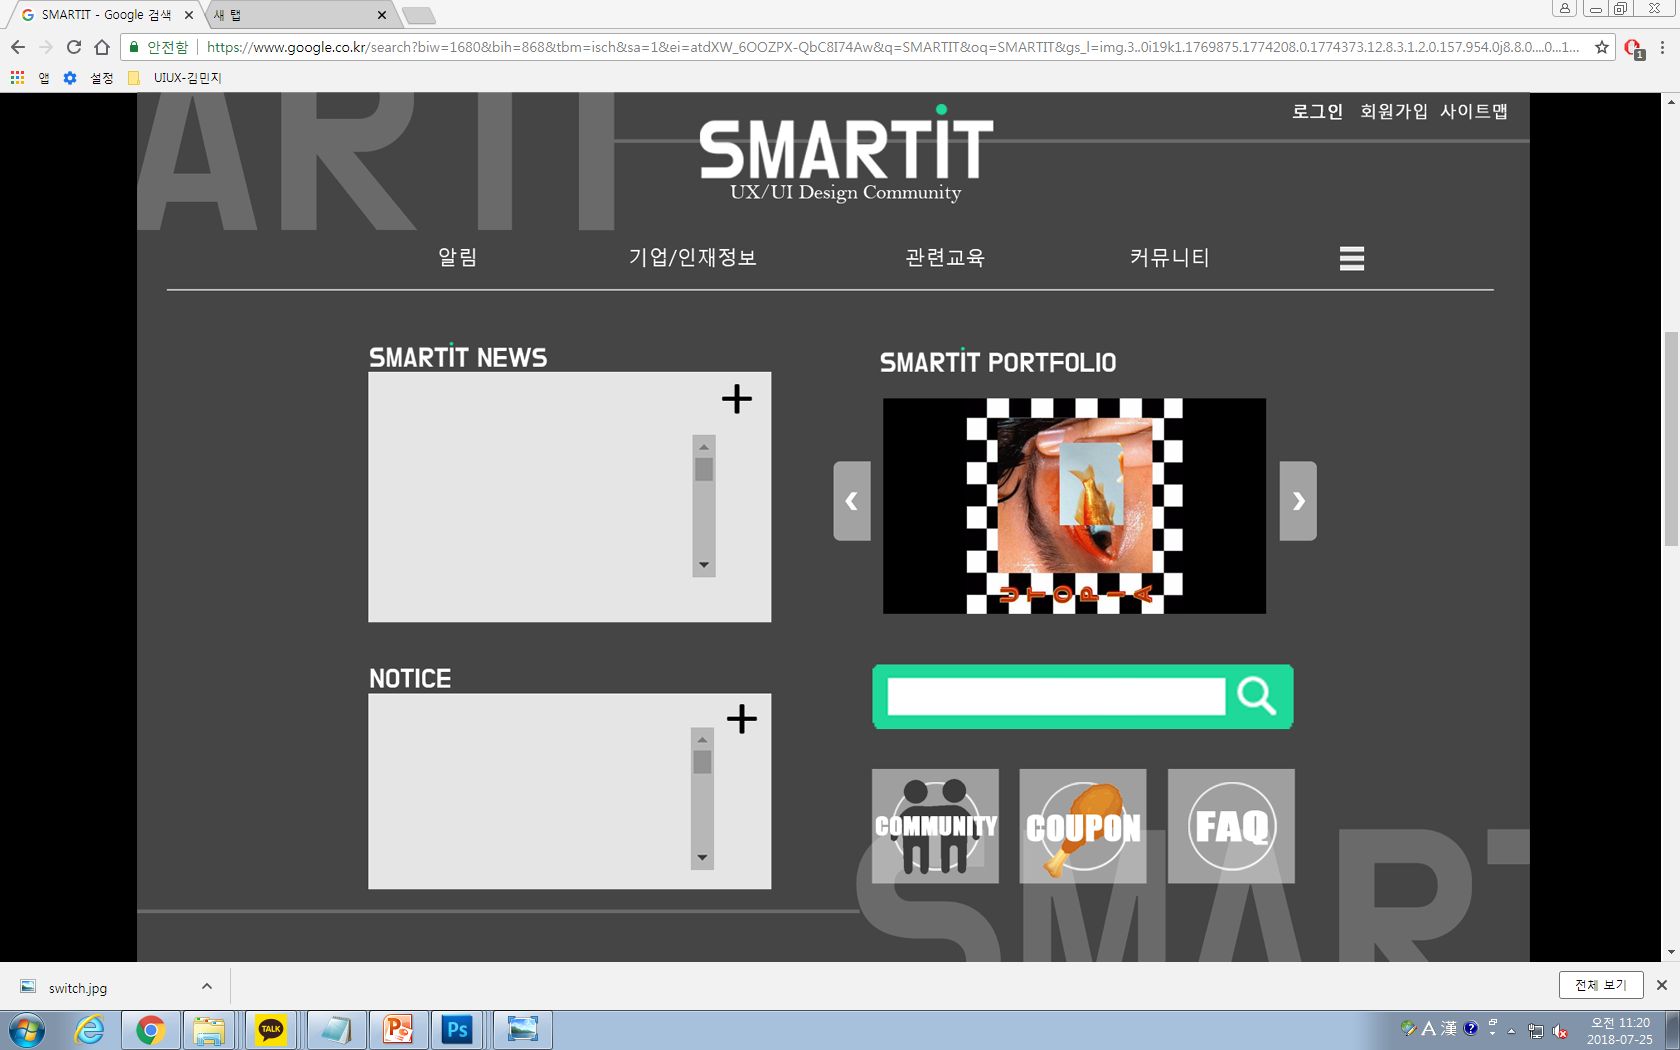 SMARTIT - Google 검색
새 탭
안전함
https://www.google.co.kr/search?biw=1680&bih=868&tbm=isch&sa=1&ei=atdXW_6OOZPX-QbC8I74Aw&q=SMARTIT&oq=SMARTIT&gs_l=img.3..0i19k1.1769875.1774208.0.1774373.12.8.3.1.2.0.157.954.0j8.8.0....0...1...
1
앱
설정
UIUX-김민지
ARTI
로그인 회원가입 사이트맵
SMARTIT
UX/UI Design Community
알림 기업/인재정보 관련교육 커뮤니티
SMARTIT NEWS
SMARTIT PORTFOLIO
UTOPIA
NOTICE
COMMUNITY
COUPON
FAQ
SMART
switch.jpg
전체 보기
TALK
Ps
A 漢
오전 11:20
2018-07-25